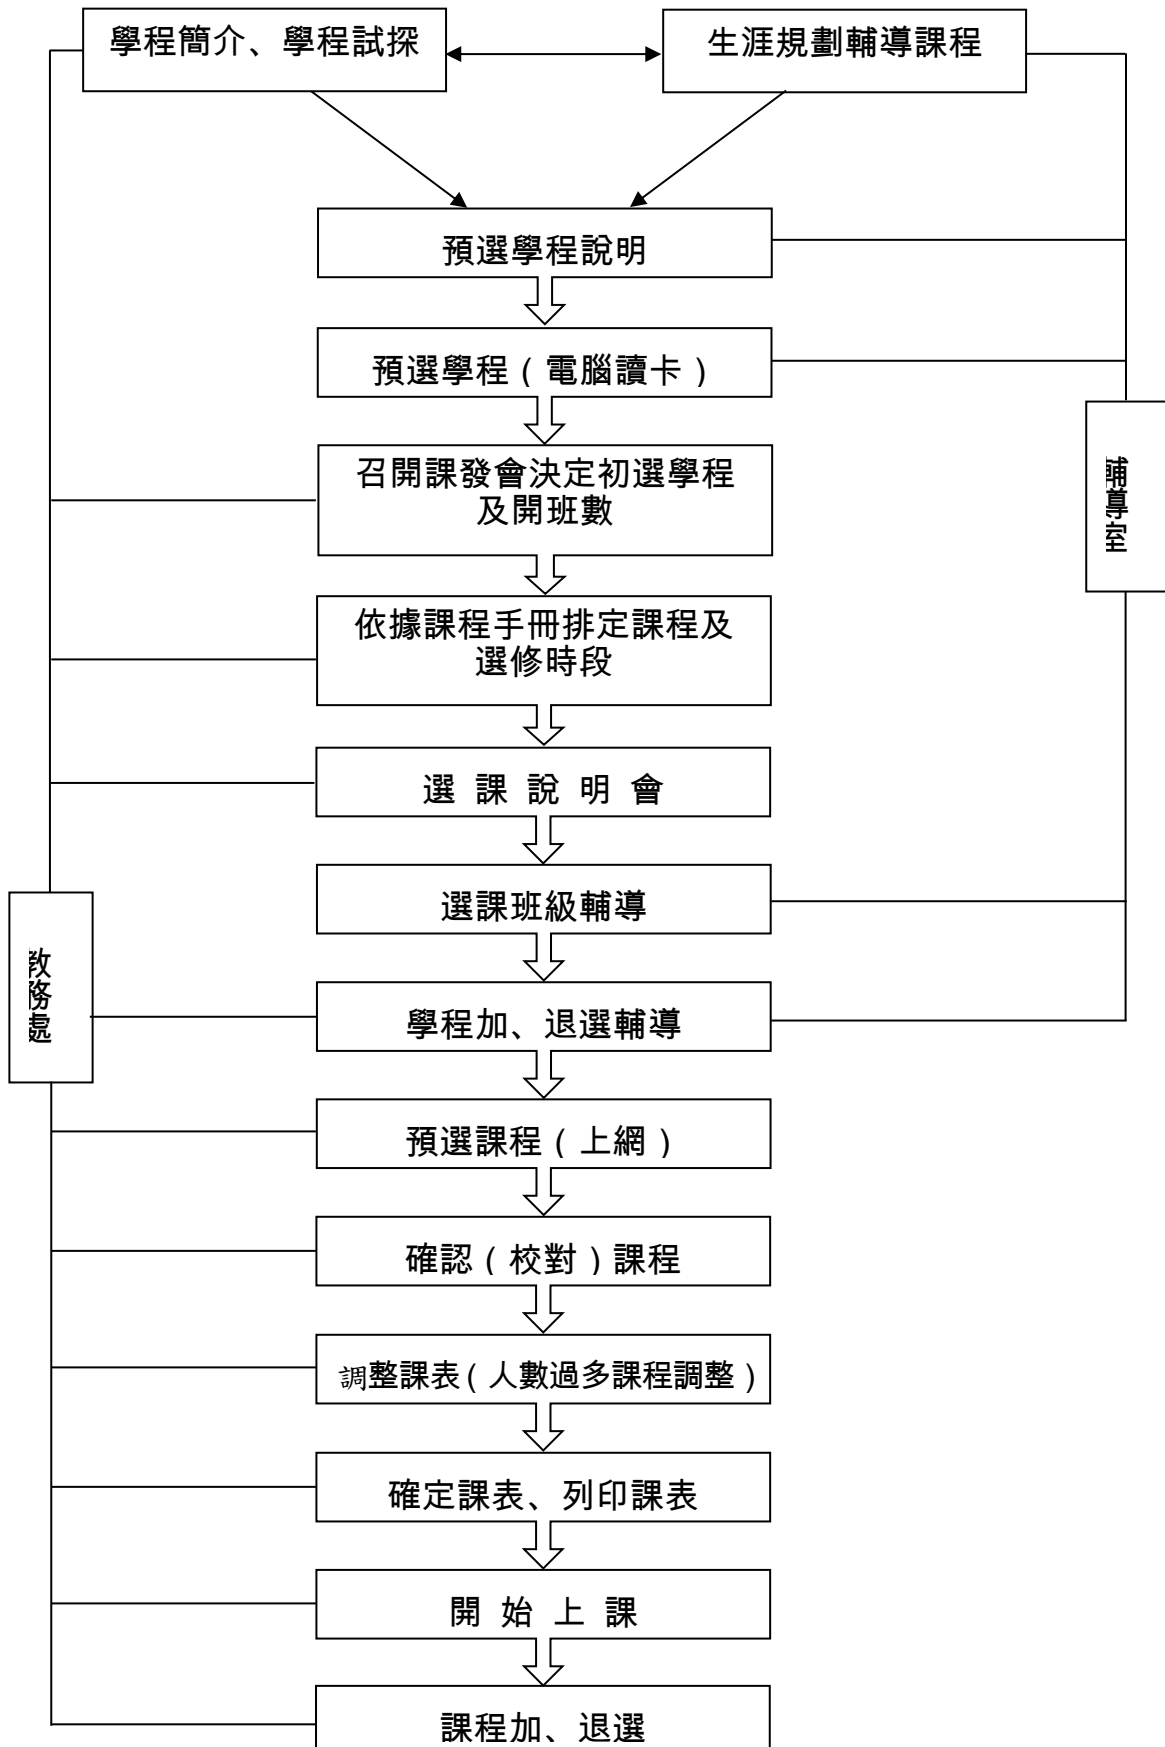 學程簡介、學程試探
生涯規劃輔導課程
預選學程說明
預選學程（電腦讀卡）
召開課發會決定初選學程
及開班數
輔導室
依據課程手冊排定課程及
選修時段
選課說明會
選課班級輔導
教務處
學程加、退選輔導
預選課程（上網）
確認（校對）課程
調整課表（人數過多課程調整）
確定課表、列印課表
開始上課
課程加、退選